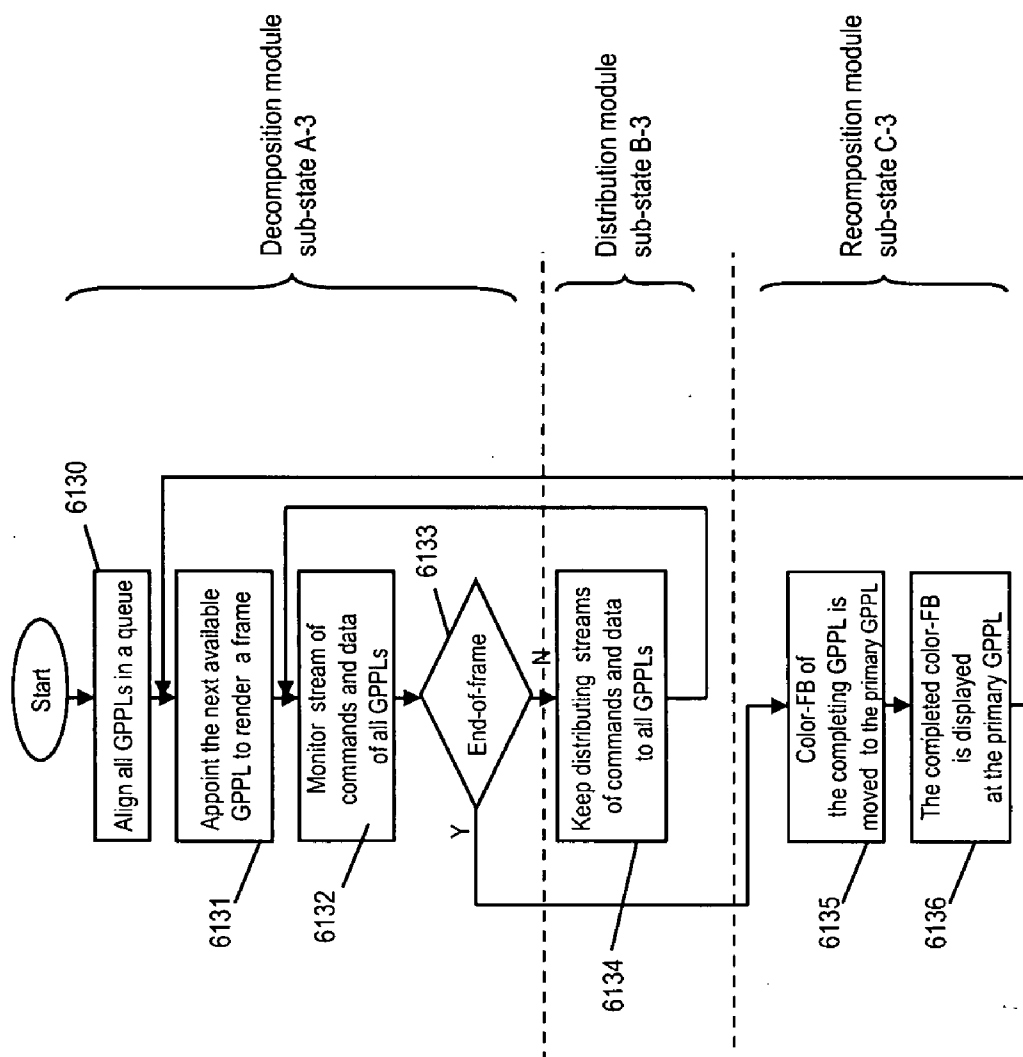 Start
6130
Align all GPPLs in a queue
Appoint the next available
GPPL to render a frame
6131
Monitor stream of
commands and data
of all GPPLs
6132
6133
End-of-frame
Y
N
Decomposition module
sub-state A-3
Keep distributing streams
of commands and data
to all GPPLs
6134
Distribution module
sub-state B-3
Color-FB of
the completing GPPL is
moved to the primary GPPL
6135
The completed color-FB
is displayed
at the primary GPPL
6136
Recomposition module
sub-state C-3